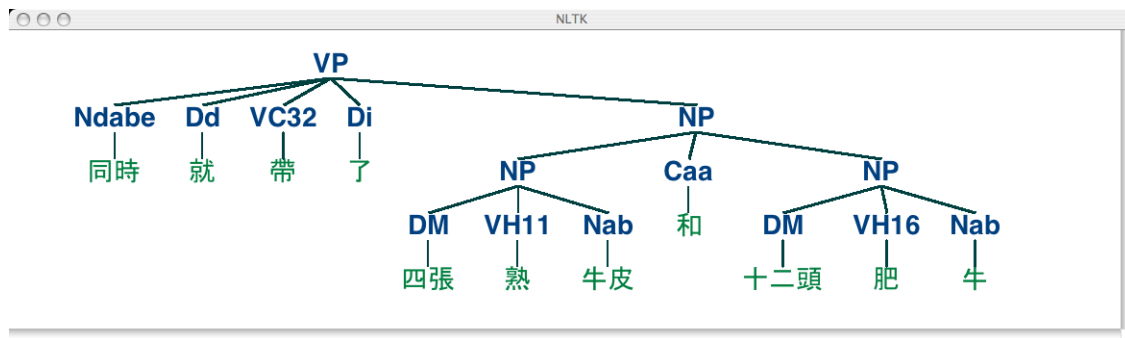 NLTK
VP
Ndabe Dd VC32 Di NP
同時 就 帶 了 NP Caa NP
DM VH11 Nab 和 DM VH16 Nab
四張 熟 牛皮 十二頭 肥 牛